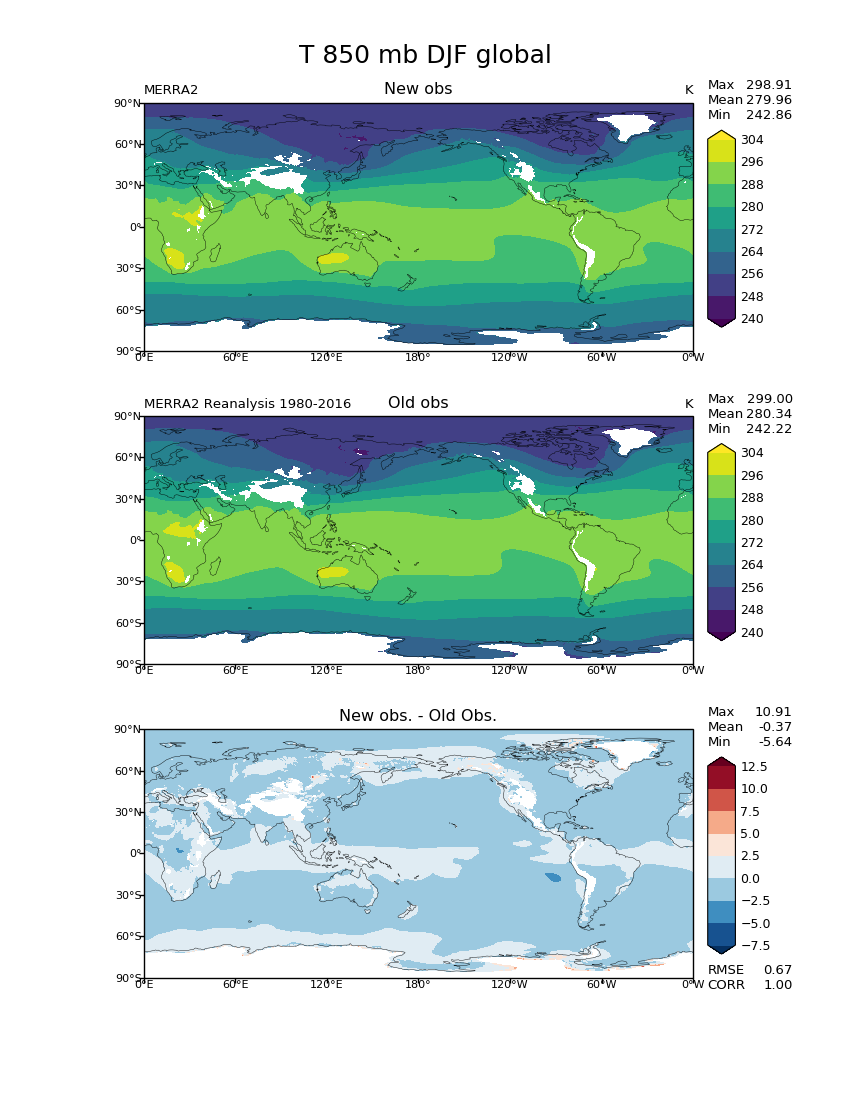 T 850 mb DJF global
MERRA2 New obs K
Max 298.91
Mean 279.96
Min 242.86
90°N
60°N
30°N
0°
30°S
60°S
90°S
0°E 60°E 120°E 180° 120°W 60°W 0°W
304
296
288
280
272
264
256
248
240
MERRA2 Reanalysis 1980-2016 Old obs K
Max 299.00
Mean 280.34
Min 242.22
90°N
60°N
30°N
0°
30°S
60°S
90°S
0°E 60°E 120°E 180° 120°W 60°W 0°W
304
296
288
280
272
264
256
248
240
New obs. - Old Obs.
Max 10.91
Mean -0.37
Min -5.64
90°N
60°N
30°N
0°
30°S
60°S
90°S
0°E 60°E 120°E 180° 120°W 60°W 0°W
12.5
10.0
7.5
5.0
2.5
0.0
−2.5
−5.0
−7.5
RMSE 0.67
CORR 1.00